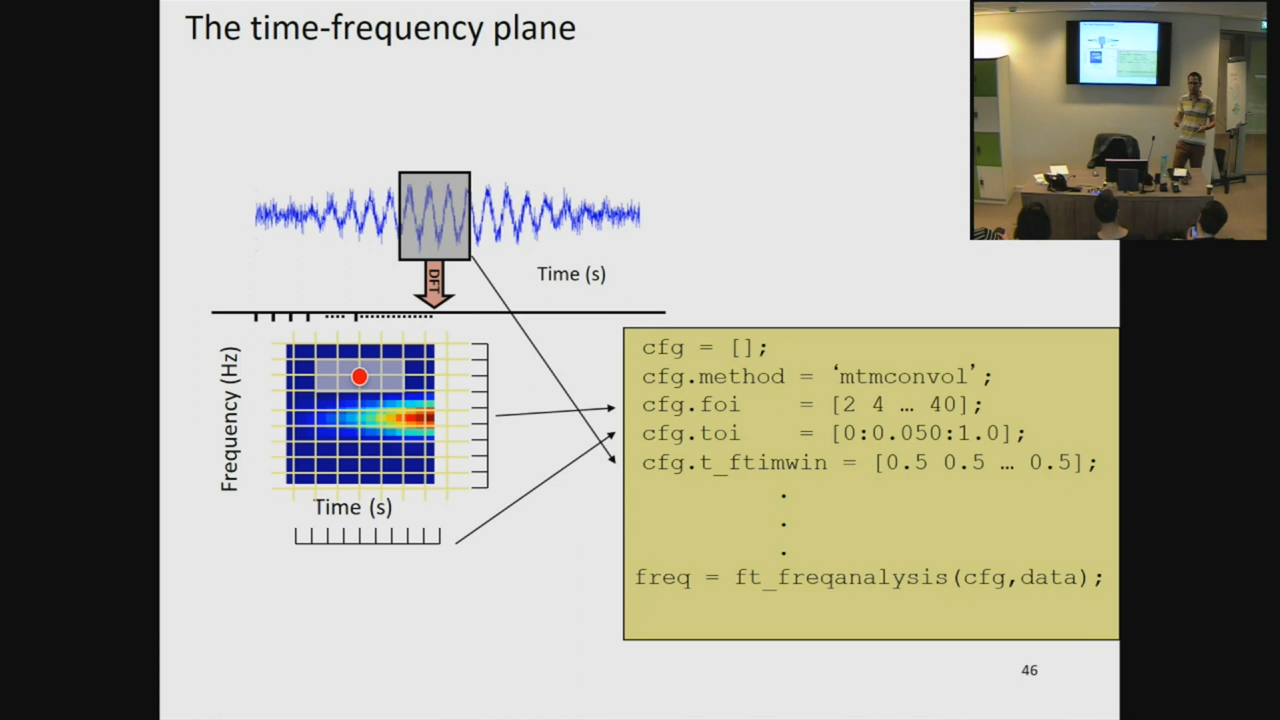 The time-frequency plane
DFT
Time (s)
Frequency (Hz)
Time (s)
cfg = [];
cfg.method = ‘mtmconvol’;
cfg.foi = [2 4 … 40];
cfg.toi = [0:0.050:1.0];
cfg.t_ftimwin = [0.5 0.5 … 0.5];
.
.
.
freq = ft_freqanalysis(cfg,data);
46